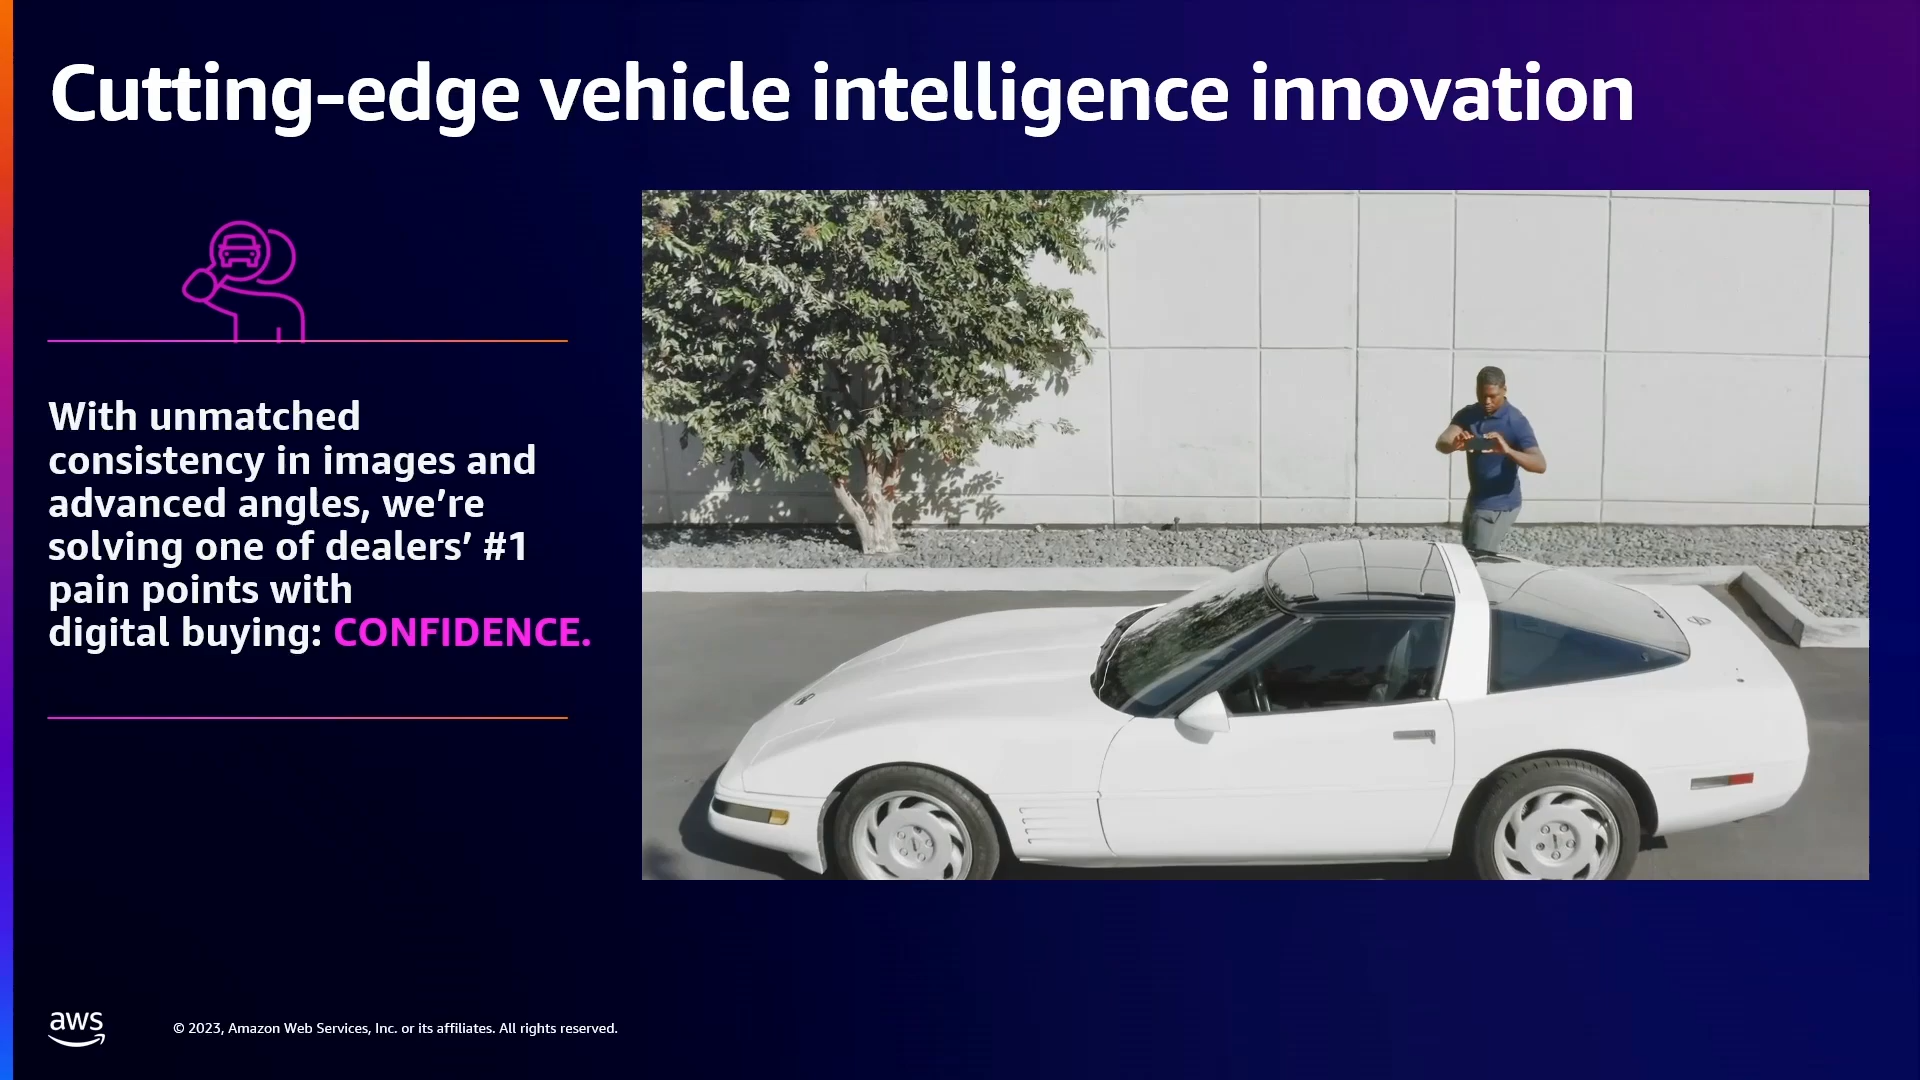 Cutting-edge vehicle intelligence innovation
With unmatched
consistency in images and
advanced angles, we’re
solving one of dealers’ #1
pain points with
digital buying: CONFIDENCE.
aws
© 2023, Amazon Web Services, Inc. or its affiliates. All rights reserved.